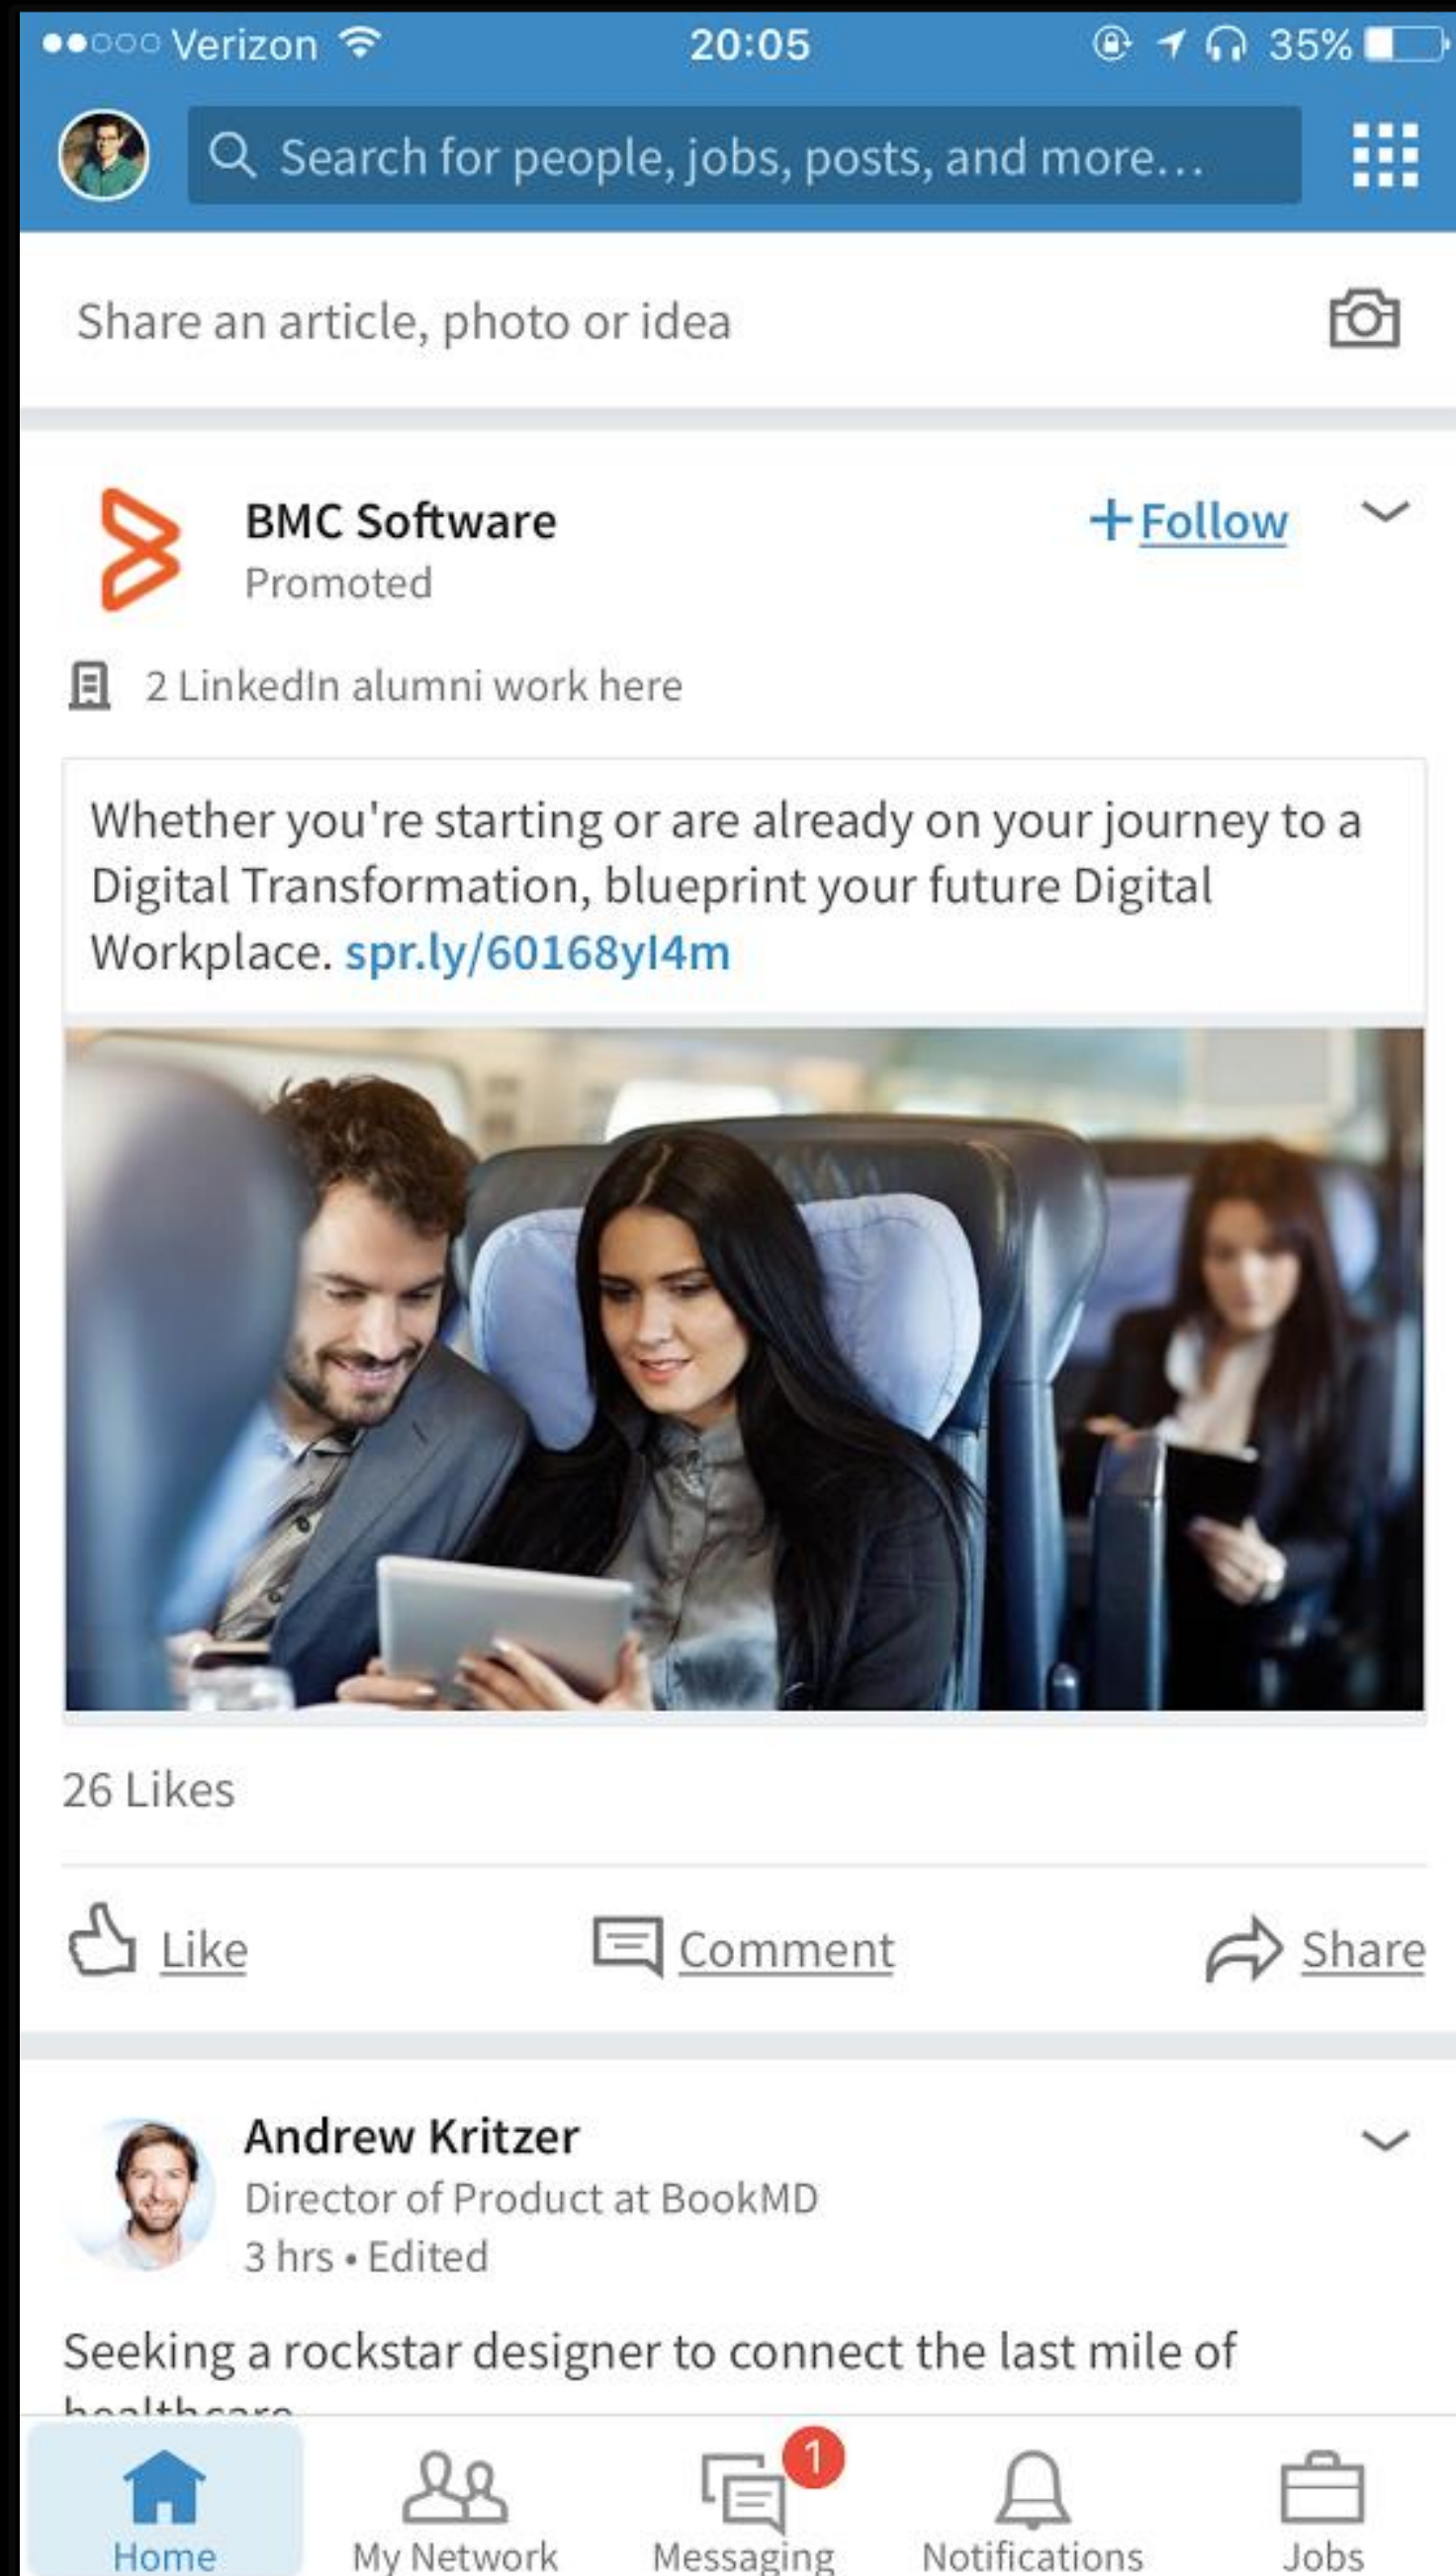 Verizon
20:05
35%
Search for people, jobs, posts, and more...
Share an article, photo or idea
BMC Software
+Follow
Promoted
2 LinkedIn alumni work here
Whether you're starting or are already on your journey to a
Digital Transformation, blueprint your future Digital
Workplace. spr.ly/60168yI4m
26 Likes
Like
Comment
Share
Andrew Kritzer
Director of Product at BookMD
3 hrs • Edited
Seeking a rockstar designer to connect the last mile of
healthcare
1
Home
My Network
Messaging
Notifications
Jobs